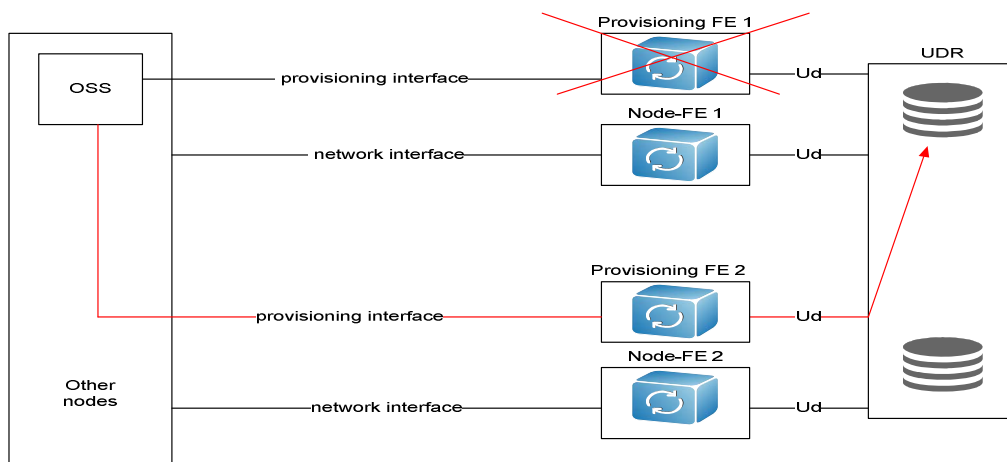 Provisioning FE 1
UDR
OSS
provisioning interface
Ud
Node-FE 1
network interface
Ud
Provisioning FE 2
provisioning interface
Ud
Node-FE 2
Other
nodes
network interface
Ud